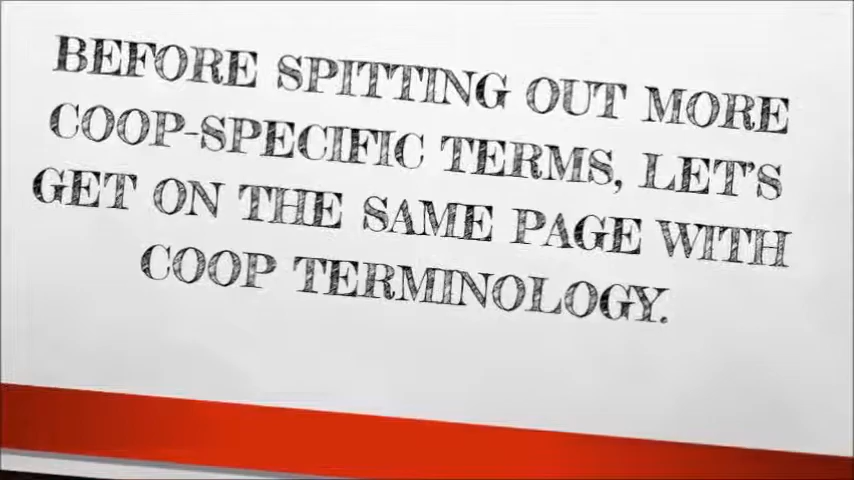 BEFORE SPITTING OUT MORE
COOP-SPECIFIC TERMS, LET'S
GET ON THE SAME PAGE WITH
COOP TERMINOLOGY.